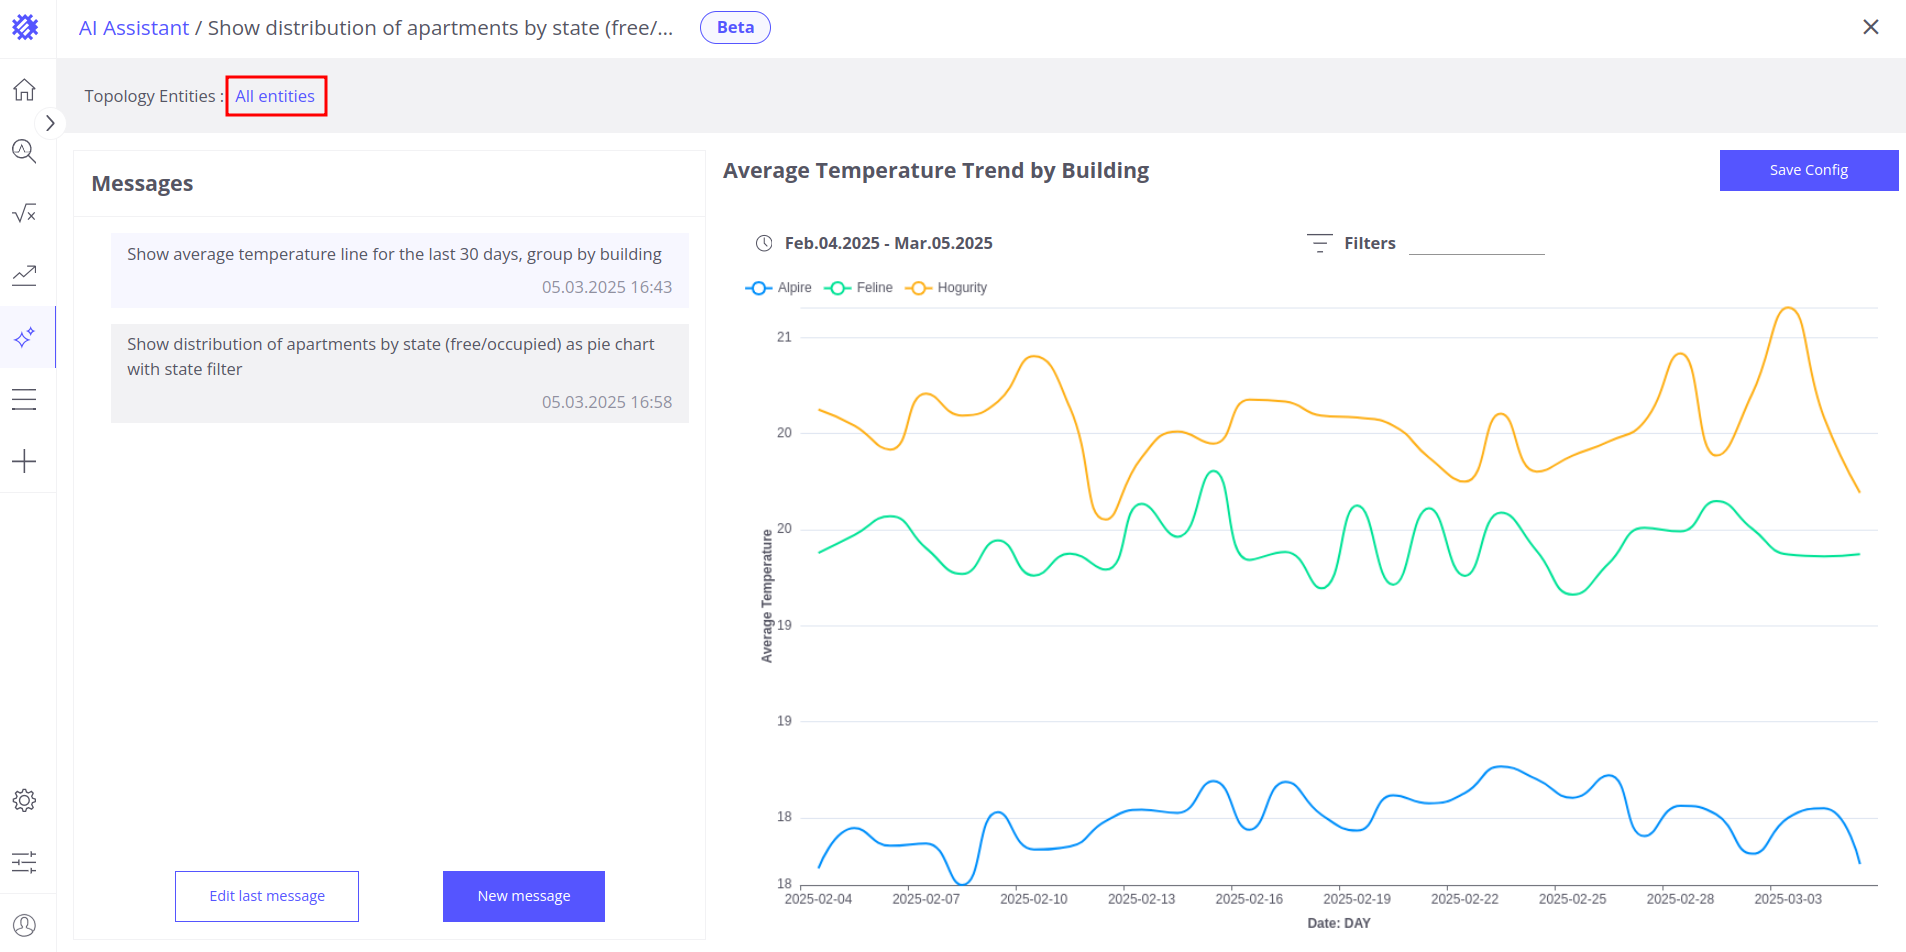 AI Assistant / Show distribution of apartments by state (free/...
Beta
Topology Entities : All entities
Messages
Show average temperature line for the last 30 days, group by building
05.03.2025 16:43
Show distribution of apartments by state (free/occupied) as pie chart
with state filter
05.03.2025 16:58
Edit last message
New message
Average Temperature Trend by Building
Save Config
Feb.04.2025 - Mar.05.2025
Filters
Alpire
Feline
Hogurity
21
20
20
19
19
18
18
Average Temperature
2025-02-04
2025-02-07
2025-02-10
2025-02-13
2025-02-16
2025-02-19
2025-02-22
2025-02-25
2025-02-28
2025-03-03
Date: DAY